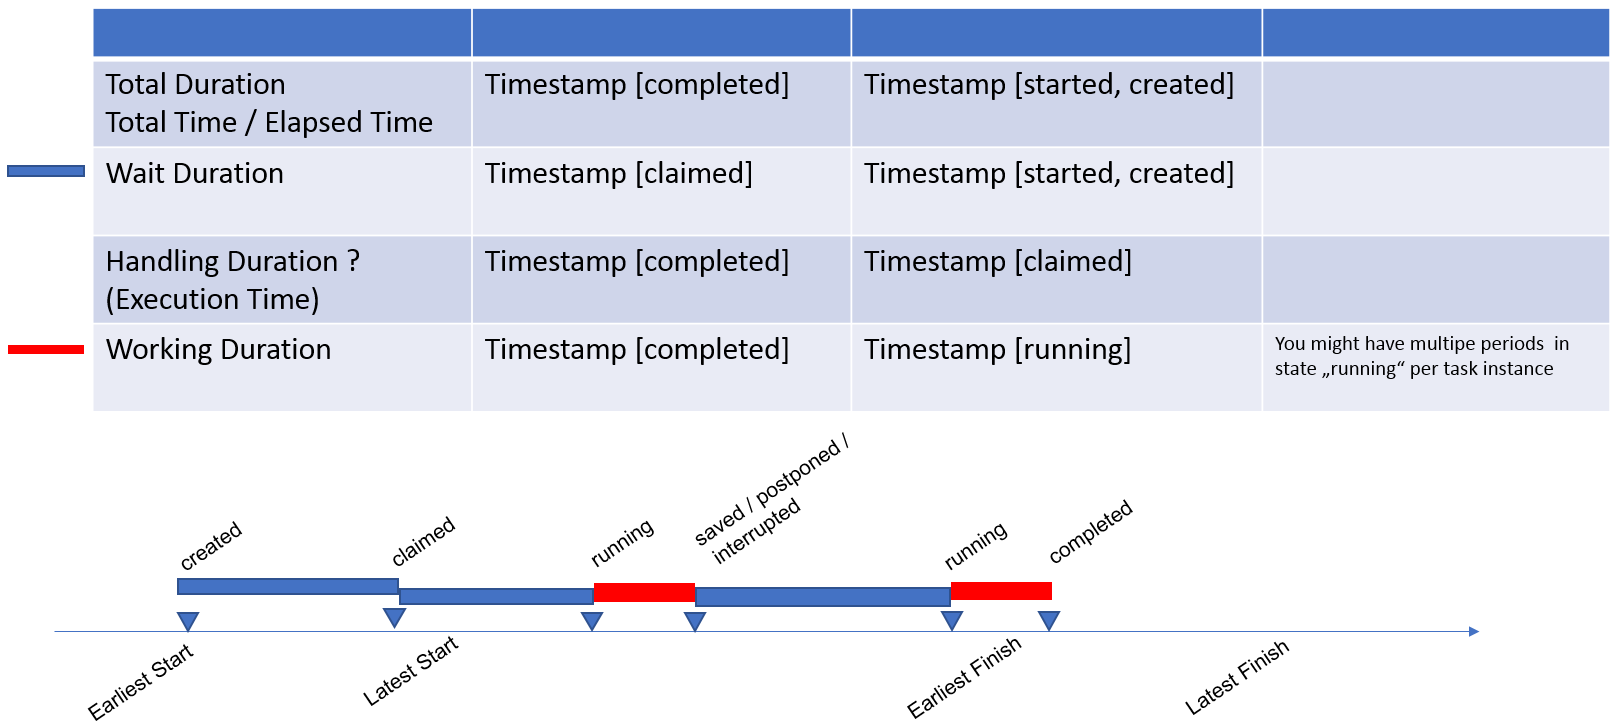 Total Duration
Total Time / Elapsed Time
Timestamp [completed]
Timestamp [started, created]
Wait Duration
Timestamp [claimed]
Timestamp [started, created]
Handling Duration ?
(Execution Time)
Timestamp [completed]
Timestamp [claimed]
Working Duration
Timestamp [completed]
Timestamp [running]
You might have multipe periods in
state „running“ per task instance
created
claimed
running
saved / postponed /
interrupted
running
completed
Earliest Start
Latest Start
Earliest Finish
Latest Finish